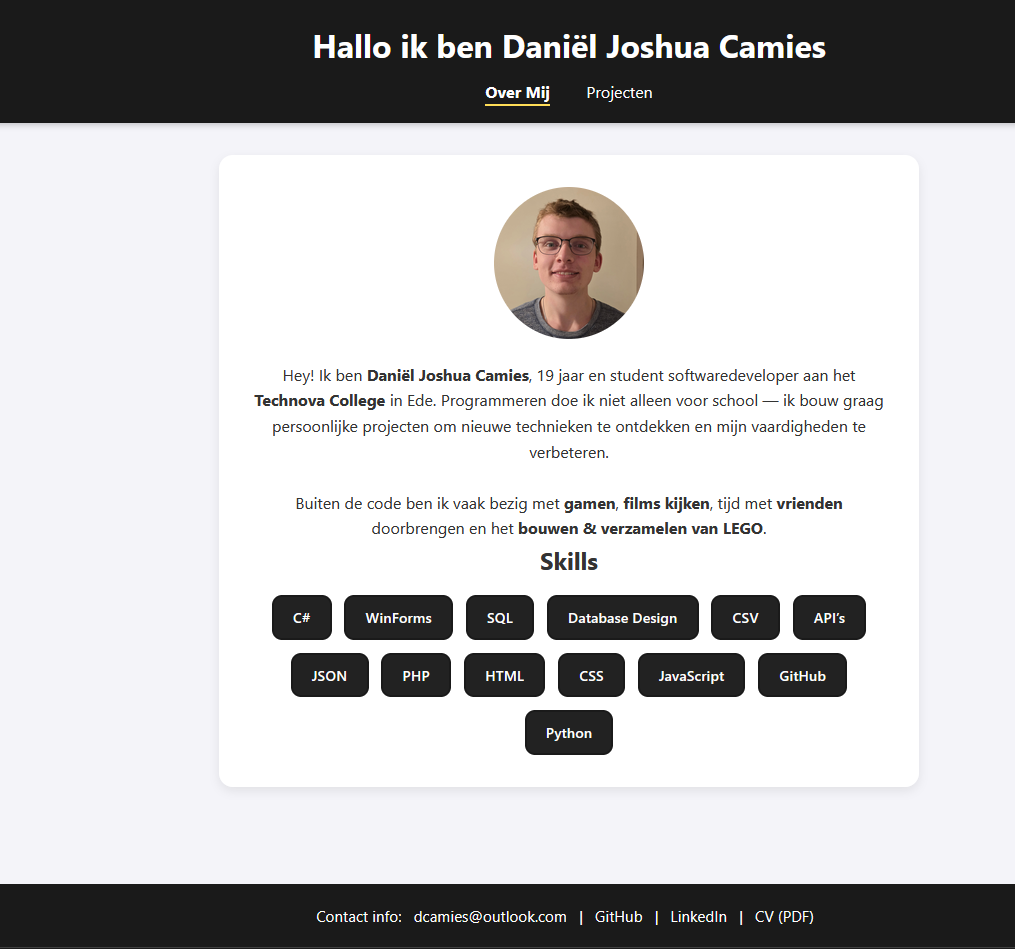 Hallo ik ben Daniël Joshua Camies
Over Mij Projecten
Hey! Ik ben Daniël Joshua Camies, 19 jaar en student softwaredeveloper aan het
Technova College in Ede. Programmeren doe ik niet alleen voor school — ik bouw graag
persoonlijke projecten om nieuwe technieken te ontdekken en mijn vaardigheden te
verbeteren.
Buiten de code ben ik vaak bezig met gamen, films kijken, tijd met vrienden
doorbrengen en het bouwen & verzamelen van LEGO.
Skills
C# WinForms SQL Database Design CSV API’s
JSON PHP HTML CSS JavaScript GitHub
Python
Contact info: dcamies@outlook.com | GitHub | LinkedIn | CV (PDF)